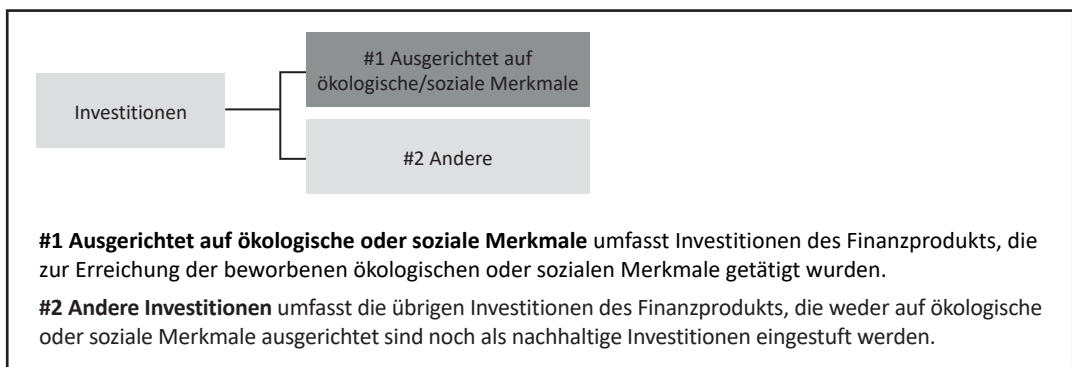 #1 Ausgerichtet auf
ökologische/soziale Merkmale
Investitionen
#2 Andere
#1 Ausgerichtet auf ökologische oder soziale Merkmale umfasst Investitionen des Finanzprodukts, die
zur Erreichung der beworbenen ökologischen oder sozialen Merkmale getätigt wurden.
#2 Andere Investitionen umfasst die übrigen Investitionen des Finanzprodukts, die weder auf ökologische
oder soziale Merkmale ausgerichtet sind noch als nachhaltige Investitionen eingestuft werden.